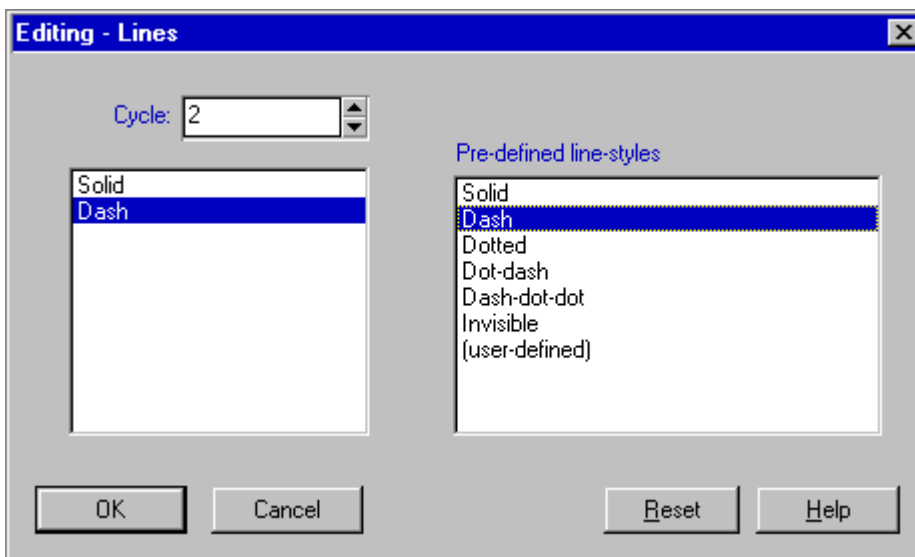 Editing - Lines
Cycle: 2
Solid
Dash
Pre-defined line-styles
Solid
Dash
Dotted
Dot-dash
Dash-dot-dot
Invisible
(user-defined)
OK
Cancel
Reset
Help